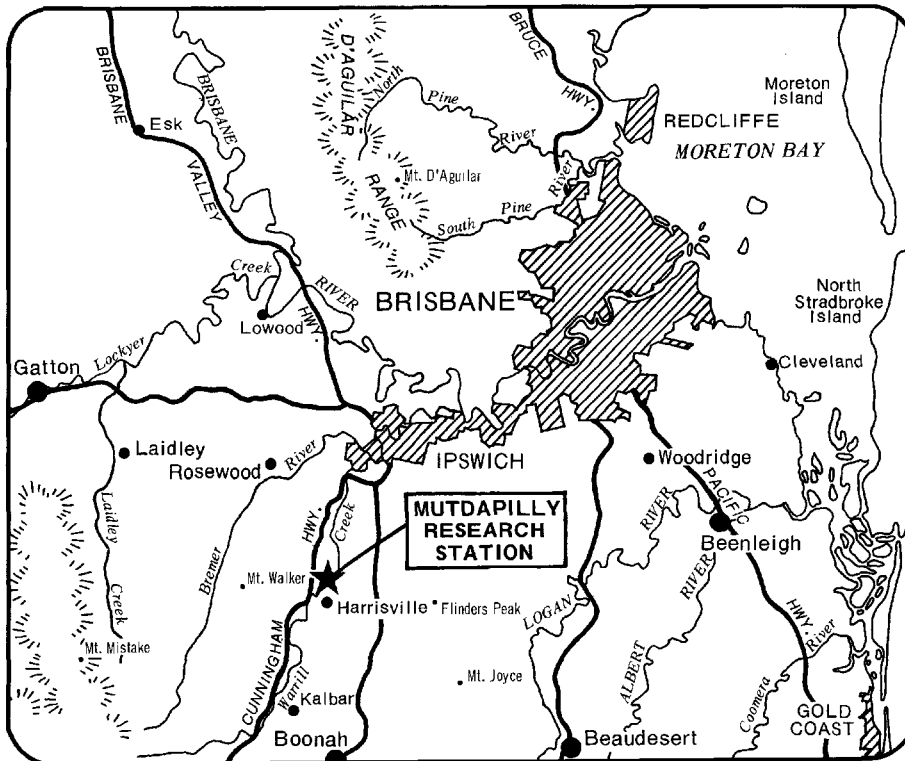 BRISBANE
VALLEY
HWY.
Esk
BRISBANE
RIVER
D'AGUILAR
RANGE
North
Pine
River
Mt. D'Aguilar
South
Pine
River
BRUCE
HWY.
REDCLIFFE
MORETON BAY
Moreton
Island
North
Stradbroke
Island
Cleveland
BRISBANE
Creek
Lockyer
Lowood
Gatton
Laidley
Rosewood
River
Bremer
Laidley
Creek
Mt. Mistake
IPSWICH
MUTDAPILLY
RESEARCH
STATION
HWY.
CUNNINGHAM
Creek
Warrill
Mt. Walker
Harrisville
Flinders Peak
Mt. Joyce
Kalbar
Boonah
Woodridge
PACIFIC
HWY.
RIVER
LOGAN
Beenleigh
RIVER
ALBERT
Coomera
River
Beaudesert
GOLD
COAST